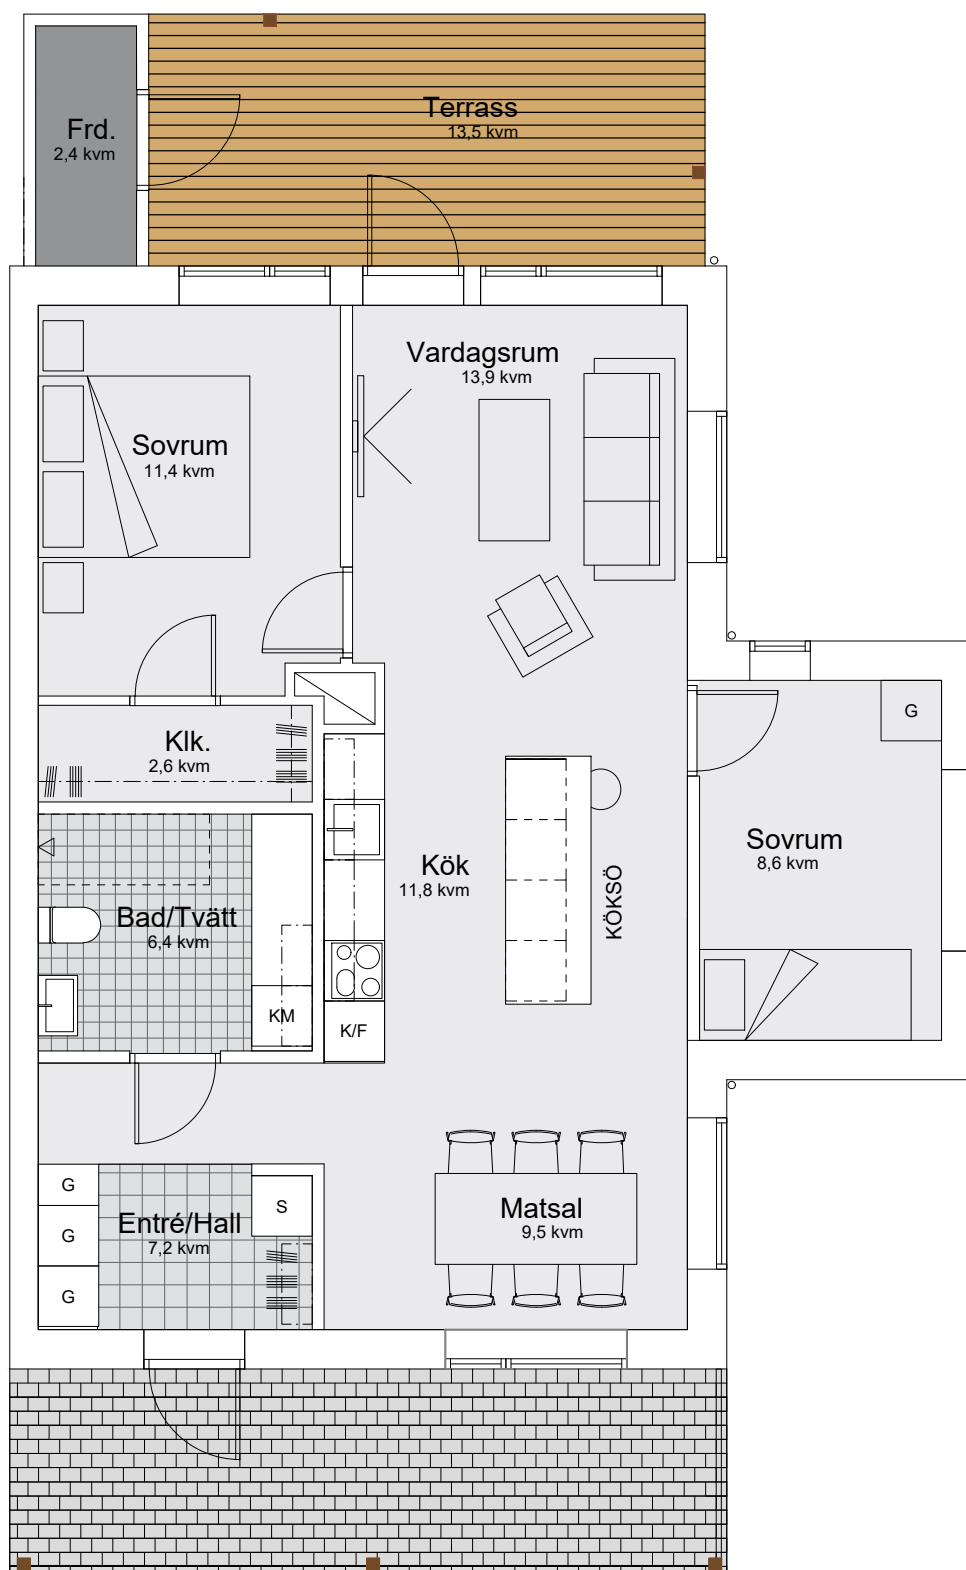 Terrass
13,5 kvm
Frd.
2,4 kvm
Vardagsrum
13,9 kvm
Sovrum
11,4 kvm
G
Klk.
2,6 kvm
Sovrum
8,6 kvm
Kök
11,8 kvm
KÖKSÖ
Bad/Tvätt
6,4 kvm
KM
K/F
G
S
Matsal
9,5 kvm
Entré/Hall
7,2 kvm
G
G